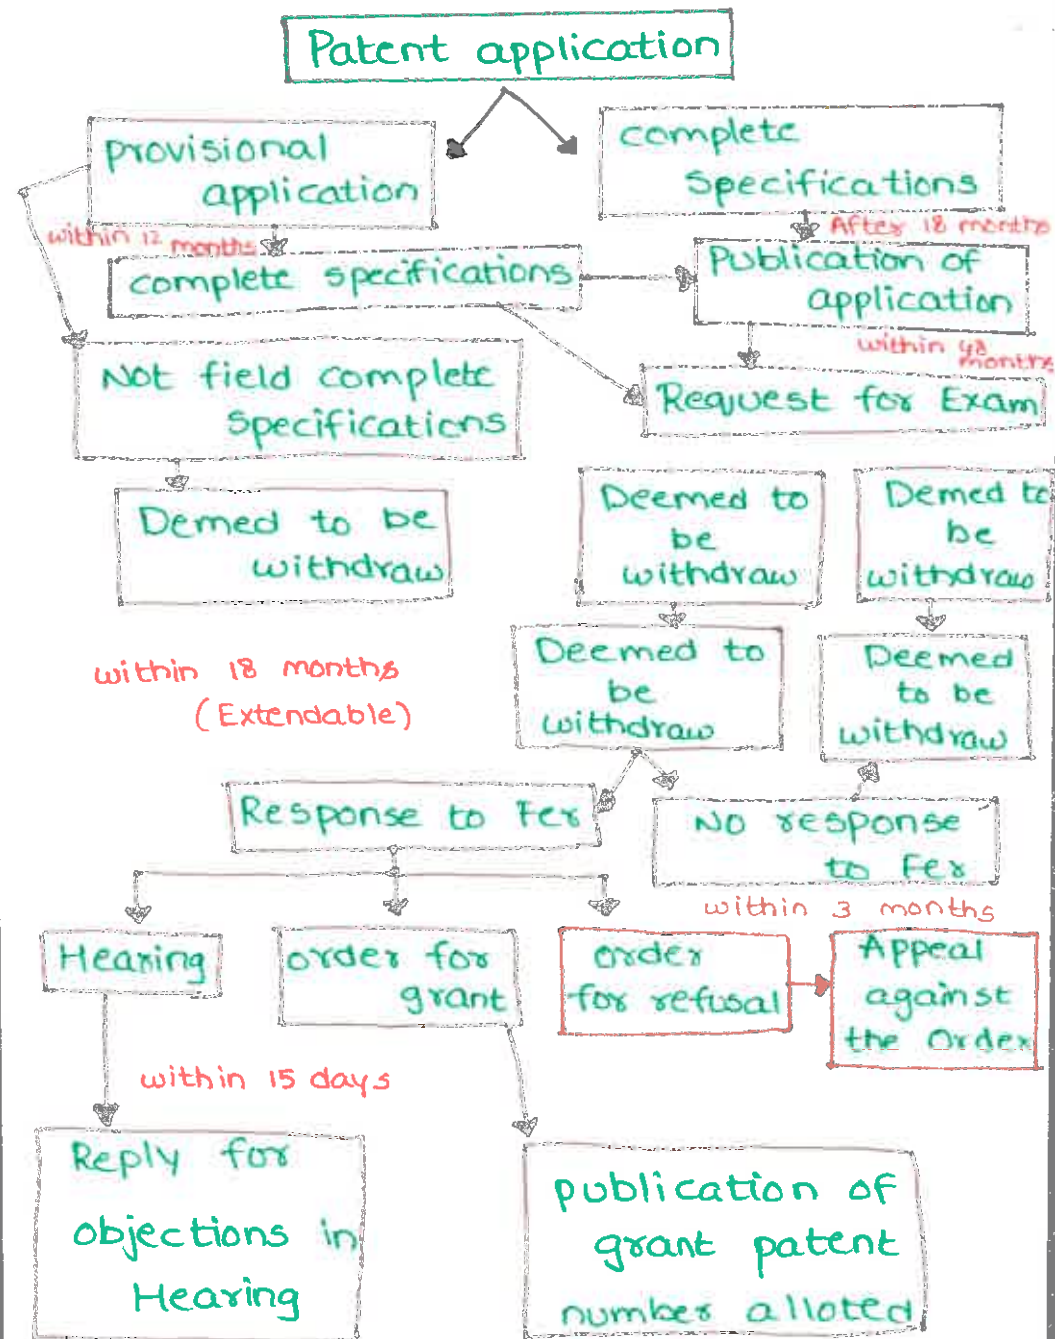 Patent application
provisional
application
complete
specifications
within 12 months
After 18 months
complete specifications
Publication of
application
within 48
months
Not field complete
specifications
Request for Exam
Demed to be
withdraw
Deemed to
be
withdraw
Demed to
be
withdraw
within 18 months
(Extendable)
Deemed to
be
withdraw
Deemed
to be
withdraw
Response to Fer
No response
to Fer
within 3 months
Hearing
order for
grant
order
for refusal
Appeal
against
the Order
within 15 days
Reply for
objections in
Hearing
publication of
grant patent
number alloted